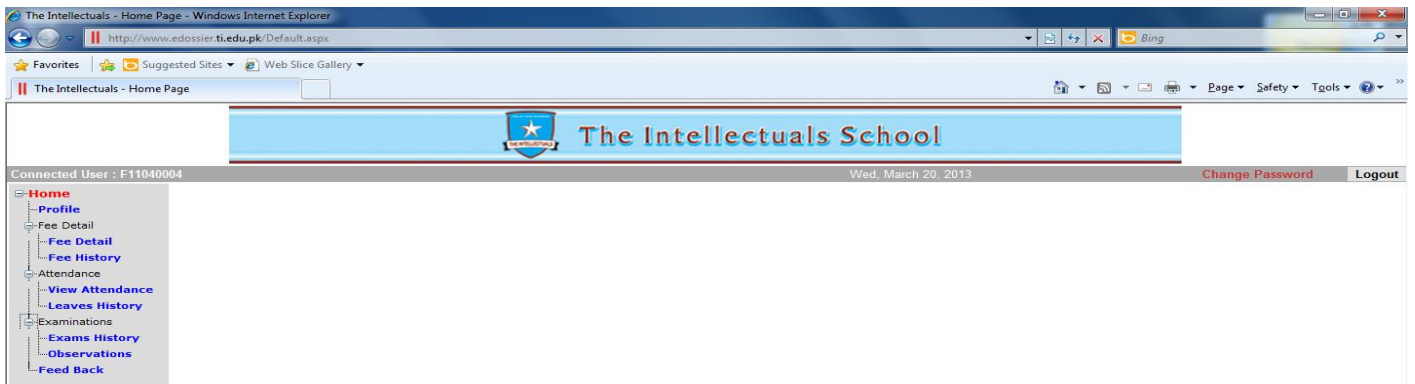 The Intellectuals - Home Page - Windows Internet Explorer
http://www.edossier.ti.edu.pk/Default.aspx
Bing
Favorites Suggested Sites Web Slice Gallery
The Intellectuals - Home Page
Page Safety Tools
The Intellectuals School
Connected User : F11040004 Wed, March 20, 2013 Change Password Logout
Home
Profile
Fee Detail
Fee Detail
Fee History
Attendance
View Attendance
Leaves History
Examinations
Exams History
Observations
Feed Back